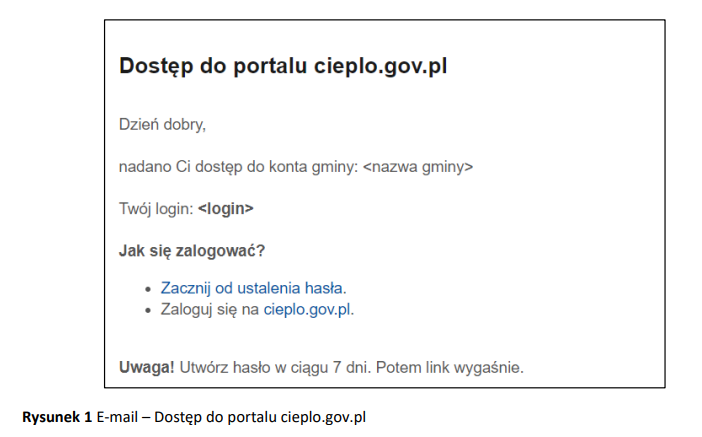 Dostęp do portalu cieplo.gov.pl
Dzień dobry,
nadano Ci dostęp do konta gminy: <nazwa gminy>
Twój login: <login>
Jak się zalogować?
• Zacznij od ustalenia hasła.
• Zaloguj się na cieplo.gov.pl.
Uwaga! Utwórz hasło w ciągu 7 dni. Potem link wygaśnie.
Rysunek 1 E-mail – Dostęp do portalu cieplo.gov.pl